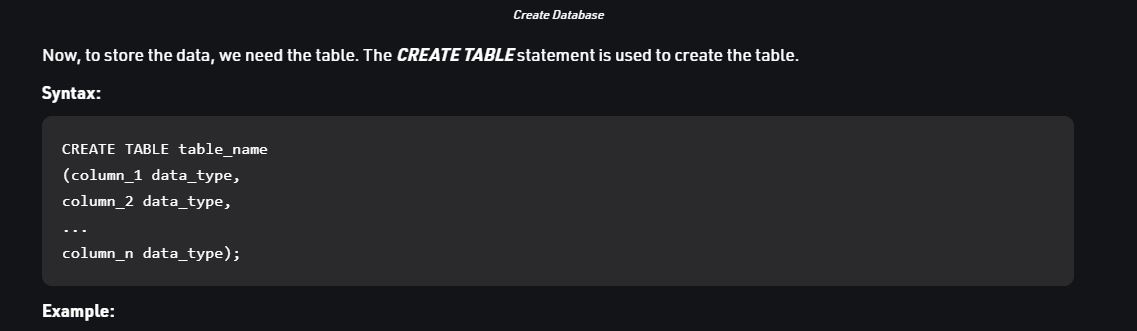 Create Database
Now, to store the data, we need the table. The CREATE TABLE statement is used to create the table.
Syntax:
CREATE TABLE table_name
(column_1 data_type,
column_2 data_type,
...
column_n data_type);
Example: